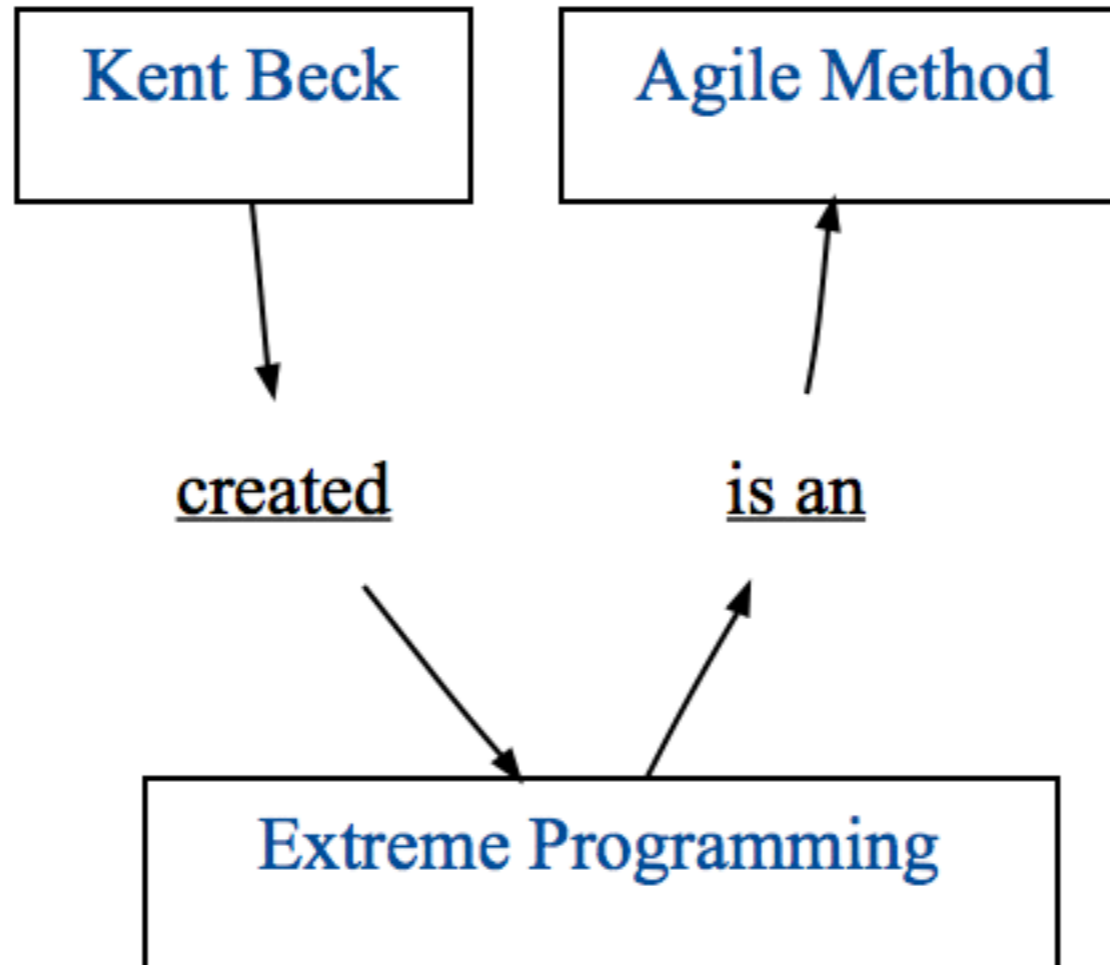 Kent Beck
Agile Method
created
is an
Extreme Programming